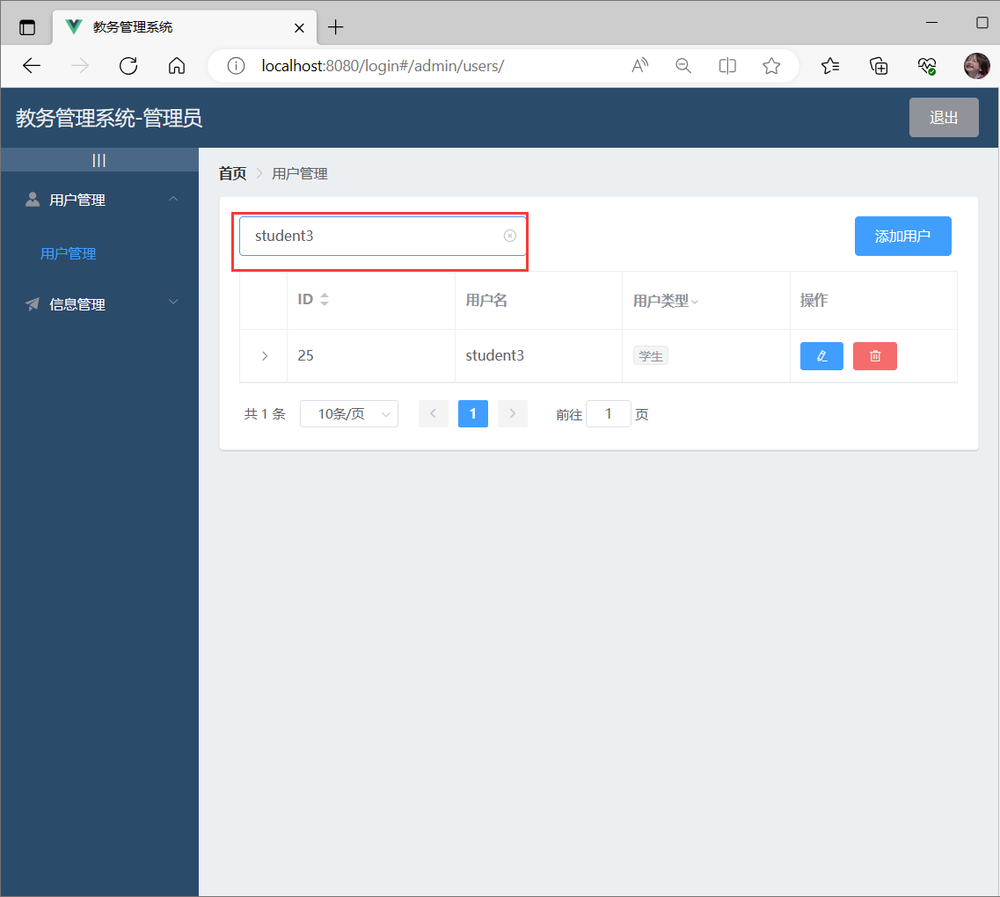 教务管理系统
localhost:8080/login#/admin/users/
教务管理系统-管理员
退出
|||
用户管理
用户管理
信息管理
首页 > 用户管理
student3
添加用户
ID 用户名 用户类型 操作
25 student3 学生
共 1 条 10条/页 1 前往 1 页